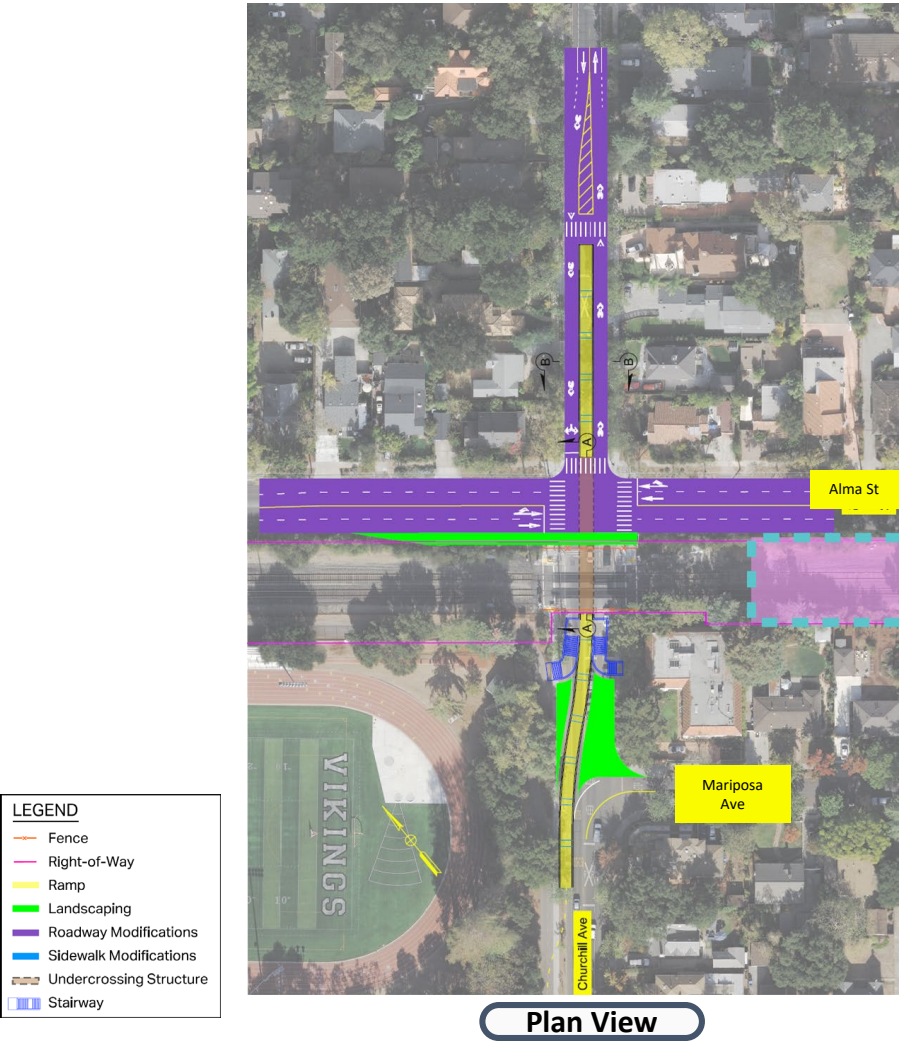 B
B
A
Alma St
A
VIKINGS
Mariposa
Ave
Churchill Ave
LEGEND
Fence
Right-of-Way
Ramp
Landscaping
Roadway Modifications
Sidewalk Modifications
Undercrossing Structure
Stairway
Plan View